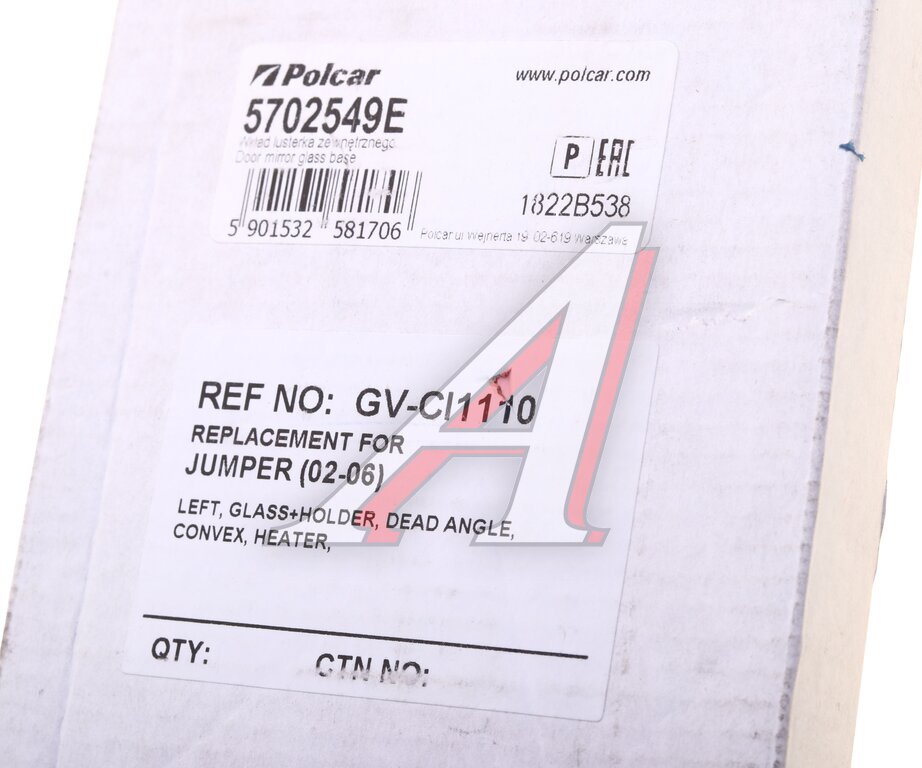 Polcar
www.polcar.com
5702549E
Wkład lusterka zewnętrznego
Door mirror glass base
P EAC
1822B538
5 901532 581706
Polcar ul Wejnerta 19 02-619 Warszawa
REF NO: GV-CI1110
REPLACEMENT FOR
JUMPER (02-06)
LEFT, GLASS+HOLDER, DEAD ANGLE,
CONVEX, HEATER,
QTY:
CTN NO:
A